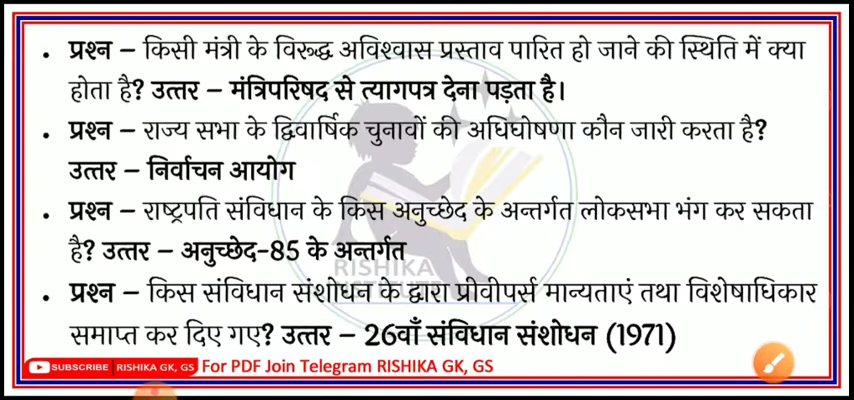 • प्रश्न – किसी मंत्री के विरूद्ध अविश्वास प्रस्ताव पारित हो जाने की स्थिति में क्या
होता है? उत्तर – मंत्रिपरिषद से त्यागपत्र देना पड़ता है।
• प्रश्न – राज्य सभा के द्विवार्षिक चुनावों की अधिघोषणा कौन जारी करता है?
उत्तर – निर्वाचन आयोग
• प्रश्न – राष्ट्रपति संविधान के किस अनुच्छेद के अन्तर्गत लोकसभा भंग कर सकता
है? उत्तर – अनुच्छेद-85 के अन्तर्गत
RISHIKA
INSTITUTE
• प्रश्न – किस संविधान संशोधन के द्वारा प्रीवीपर्स मान्यताएं तथा विशेषाधिकार
समाप्त कर दिए गए? उत्तर – 26वाँ संविधान संशोधन (1971)
SUBSCRIBE RISHIKA GK, GS For PDF Join Telegram RISHIKA GK, GS